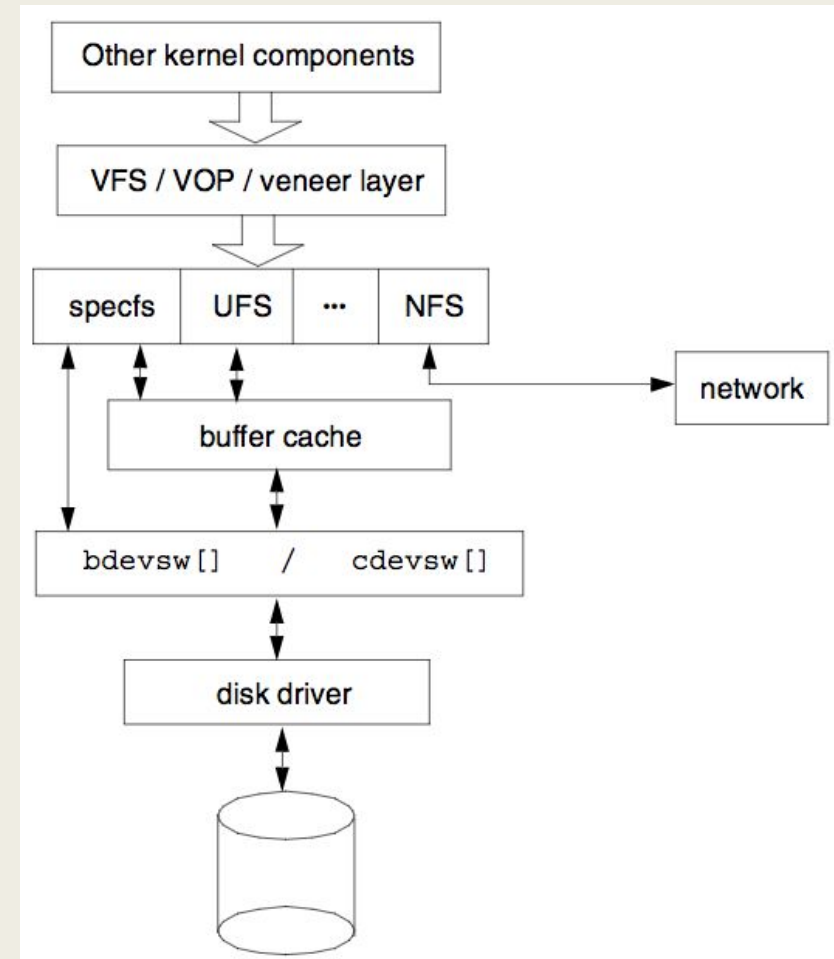 Other kernel components
VFS / VOP / veneer layer
specfs UFS ... NFS
network
buffer cache
bdevsw[] / cdevsw[]
disk driver